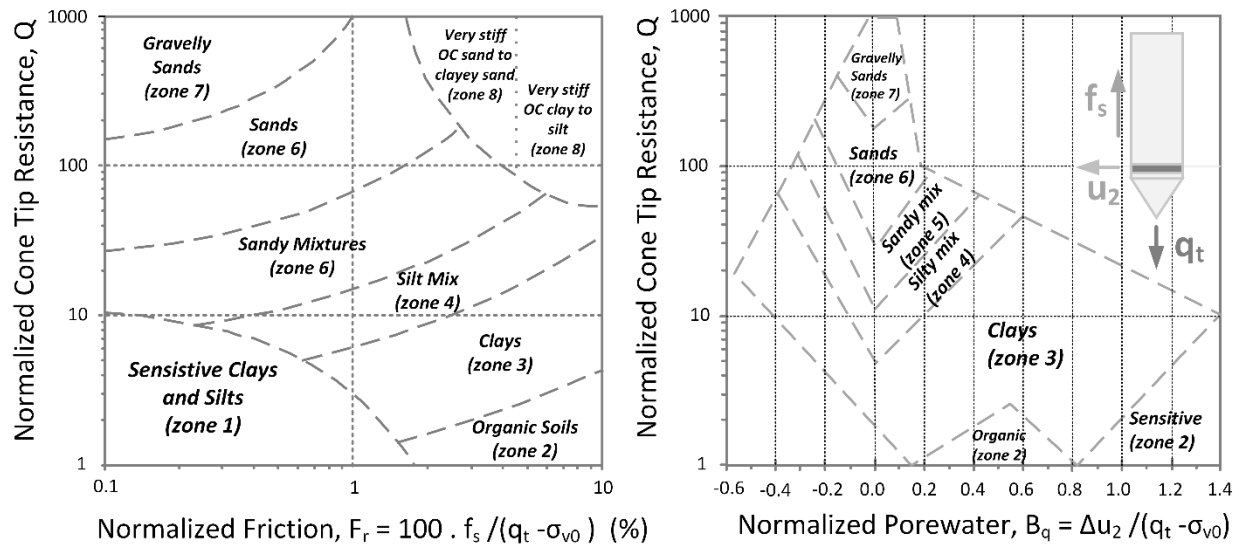 Normalized Cone Tip Resistance, Q
1000
100
10
1
Gravelly
Sands
(zone 7)
Very stiff
OC sand to
clayey sand
(zone 8)
Very stiff
OC clay to
silt
(zone 8)
Sands
(zone 6)
Sandy Mixtures
(zone 6)
Silt Mix
(zone 4)
Clays
(zone 3)
Sensistive Clays
and Silts
(zone 1)
Organic Soils
(zone 2)
0.1
1
10
Normalized Friction, Fr = 100 . fs /(qt -σv0 ) (%)
Normalized Cone Tip Resistance, Q
1000
100
10
1
Gravelly
Sands
(zone 7)
Sands
(zone 6)
Sandy mix
(zone 5)
Silty mix
(zone 4)
Clays
(zone 3)
Organic
(zone 2)
Sensitive
(zone 2)
fs
u2
qt
-0.6
-0.4
-0.2
0.0
0.2
0.4
0.6
0.8
1.0
1.2
1.4
Normalized Porewater, Bq = Δu2 /(qt -σv0)